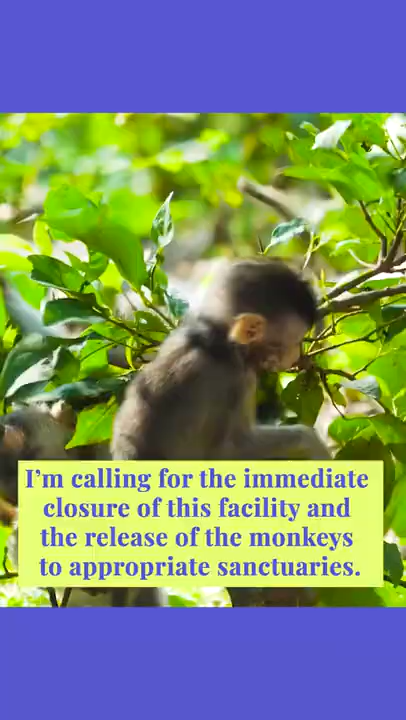 I'm calling for the immediate
closure of this facility and
the release of the monkeys
to appropriate sanctuaries.